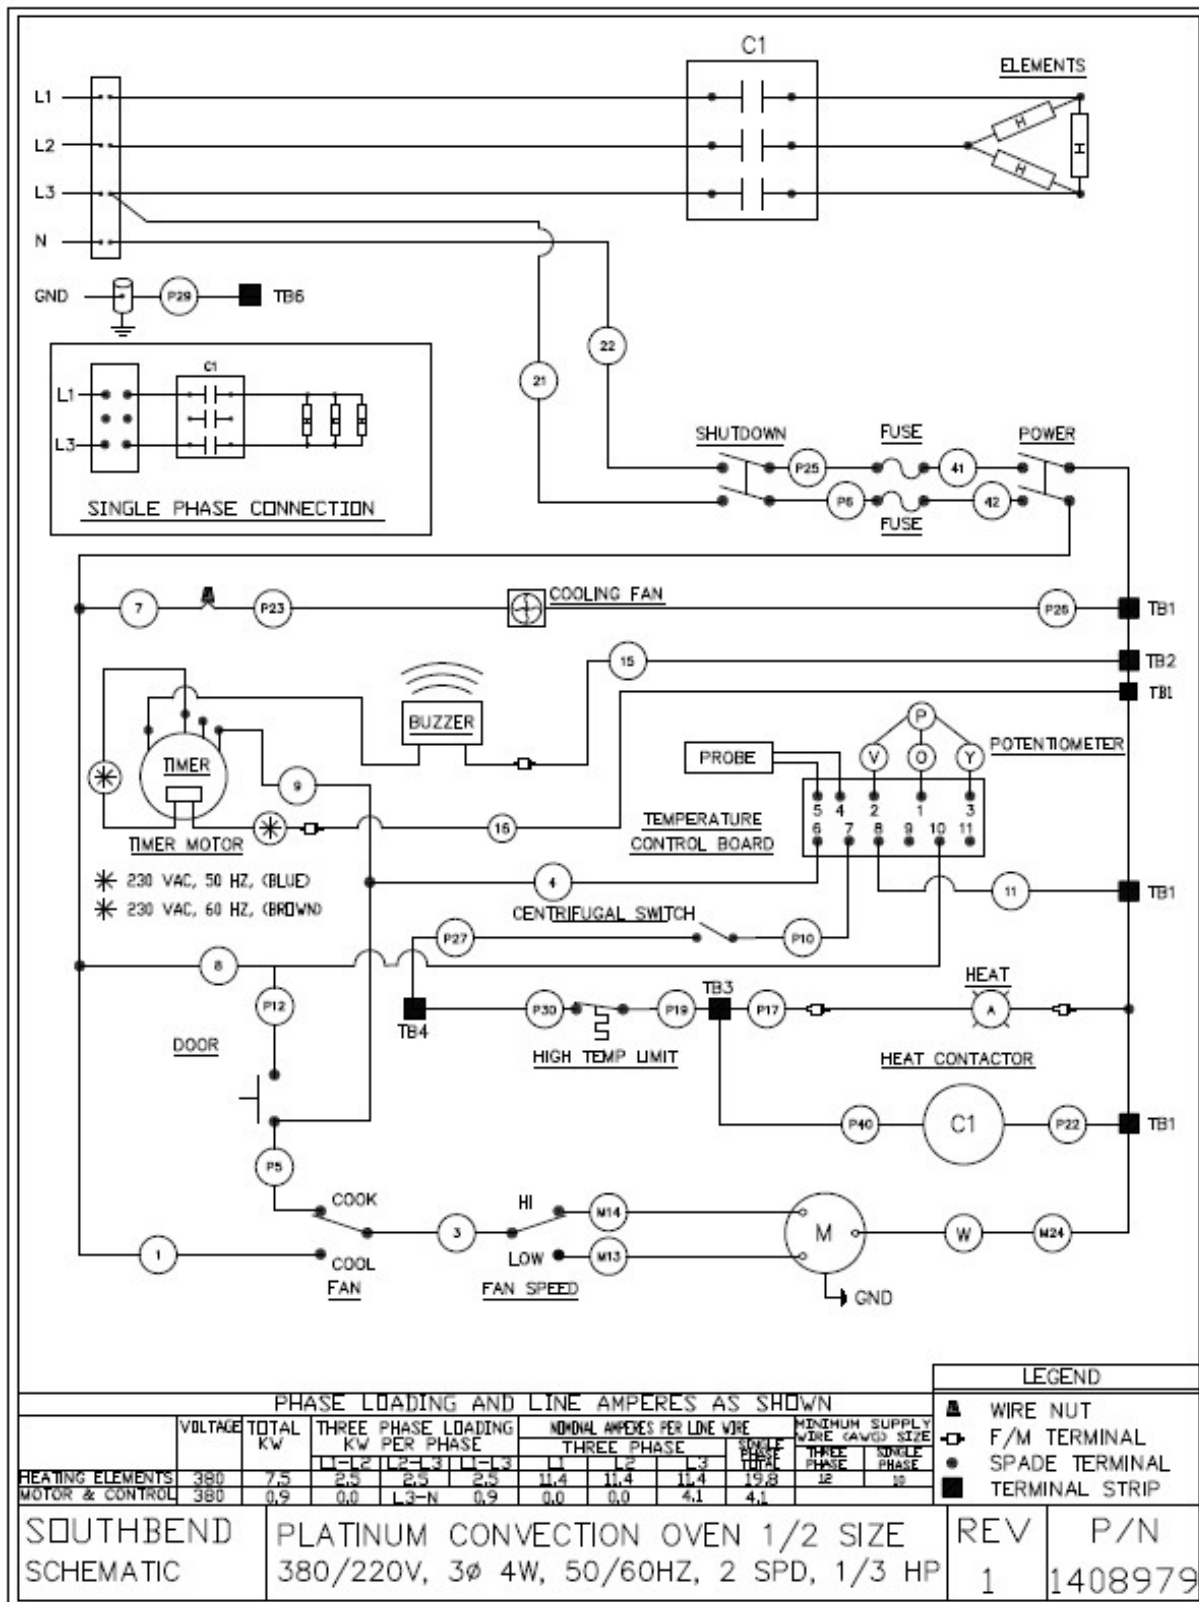 C1
ELEMENTS
L1
H
L2
H
H
L3
N
GND P29 TB6
22
21
C1
L1
L3
SINGLE PHASE CONNECTION
SHUTDOWN FUSE POWER
P25 41
P6 42
FUSE
7 P23 COOLING FAN P26 TB1
15 TB2
TB1
BUZZER
P
POTENTIOMETER
PROBE V O Y
TIMER
9
5 4 2 1 3
TEMPERATURE
CONTROL BOARD
6 7 8 9 10 11
16
TIMER MOTOR
230 VAC, 50 HZ, (BLUE)
230 VAC, 60 HZ, (BROWN)
4 11 TB1
CENTRIFUGAL SWITCH
P27 P10
8
HEAT
P12
TB3
P30 P19 P17 A
TB4
DOOR
HIGH TEMP LIMIT
HEAT CONTACTOR
P40 C1 P22 TB1
P5
COOK
HI M14
3 M W M24
1 COOL
LOW M13
FAN FAN SPEED
GND
LEGEND
WIRE NUT
F/M TERMINAL
SPADE TERMINAL
TERMINAL STRIP
PHASE LOADING AND LINE AMPERES AS SHOWN
VOLTAGE TOTAL KW THREE PHASE LOADING KW PER PHASE NOMINAL AMPERES PER LINE WIRE MINIMUM SUPPLY WIRE (AWG) SIZE
THREE PHASE SINGLE PHASE TOTAL THREE PHASE SINGLE PHASE
L1-L2 L2-L3 L1-L3 L1 L2 L3
HEATING ELEMENTS 380 7.5 2.5 2.5 2.5 11.4 11.4 11.4 19.8 12 10
MOTOR & CONTROL 380 0.9 0.0 L3-N 0.9 0.0 0.0 4.1 4.1
SOUTHBEND
SCHEMATIC
PLATINUM CONVECTION OVEN 1/2 SIZE
380/220V, 3ø 4W, 50/60HZ, 2 SPD, 1/3 HP
REV
1
P/N
1408979